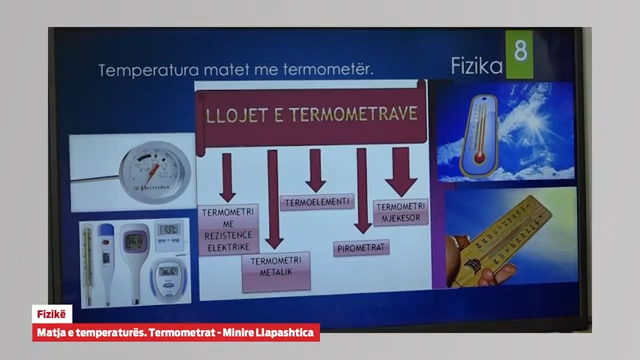 Temperatura matet me termometër.
Fizika 8
LLOJET E TERMOMETRAVE
TERMOMETRI
ME
REZISTENCE
ELEKTRIKE
TERMOMETRI
METALIK
TERMOELEMENTI
PIROMETRAT
TERMOMETRI
MJEKESOR
Electrolux
Fizikë
Matja e temperaturës. Termometrat - Minire Llapashtica